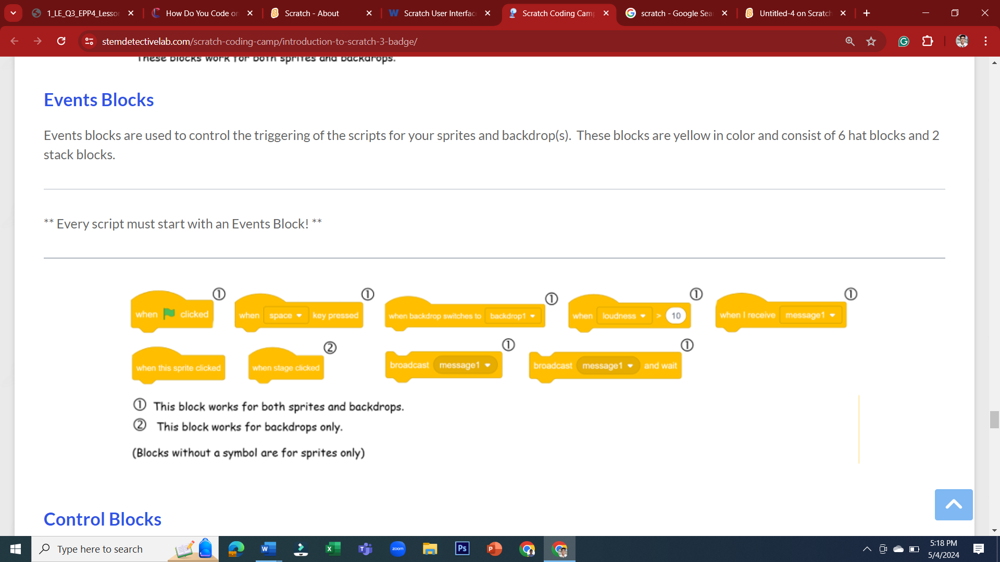 1_LE_Q3_EPP4_Lesson
How Do You Code on
Scratch - About
Scratch User Interfac
Scratch Coding Cam
scratch - Google Sea
Untitled-4 on Scratch
stemdetectivelab.com/scratch-coding-camp/introduction-to-scratch-3-badge/
These blocks work for both sprites and backdrops.
Events Blocks
Events blocks are used to control the triggering of the scripts for your sprites and backdrop(s). These blocks are yellow in color and consist of 6 hat blocks and 2
stack blocks.
** Every script must start with an Events Block! **
when clicked ①
when space key pressed ①
when backdrop switches to backdrop1 ①
when loudness > 10 ①
when I receive message1 ①
when this sprite clicked
when stage clicked ②
broadcast message1 ①
broadcast message1 and wait ①
① This block works for both sprites and backdrops.
② This block works for backdrops only.
(Blocks without a symbol are for sprites only)
Control Blocks
Type here to search
zoom
Ps
5:18 PM
5/4/2024